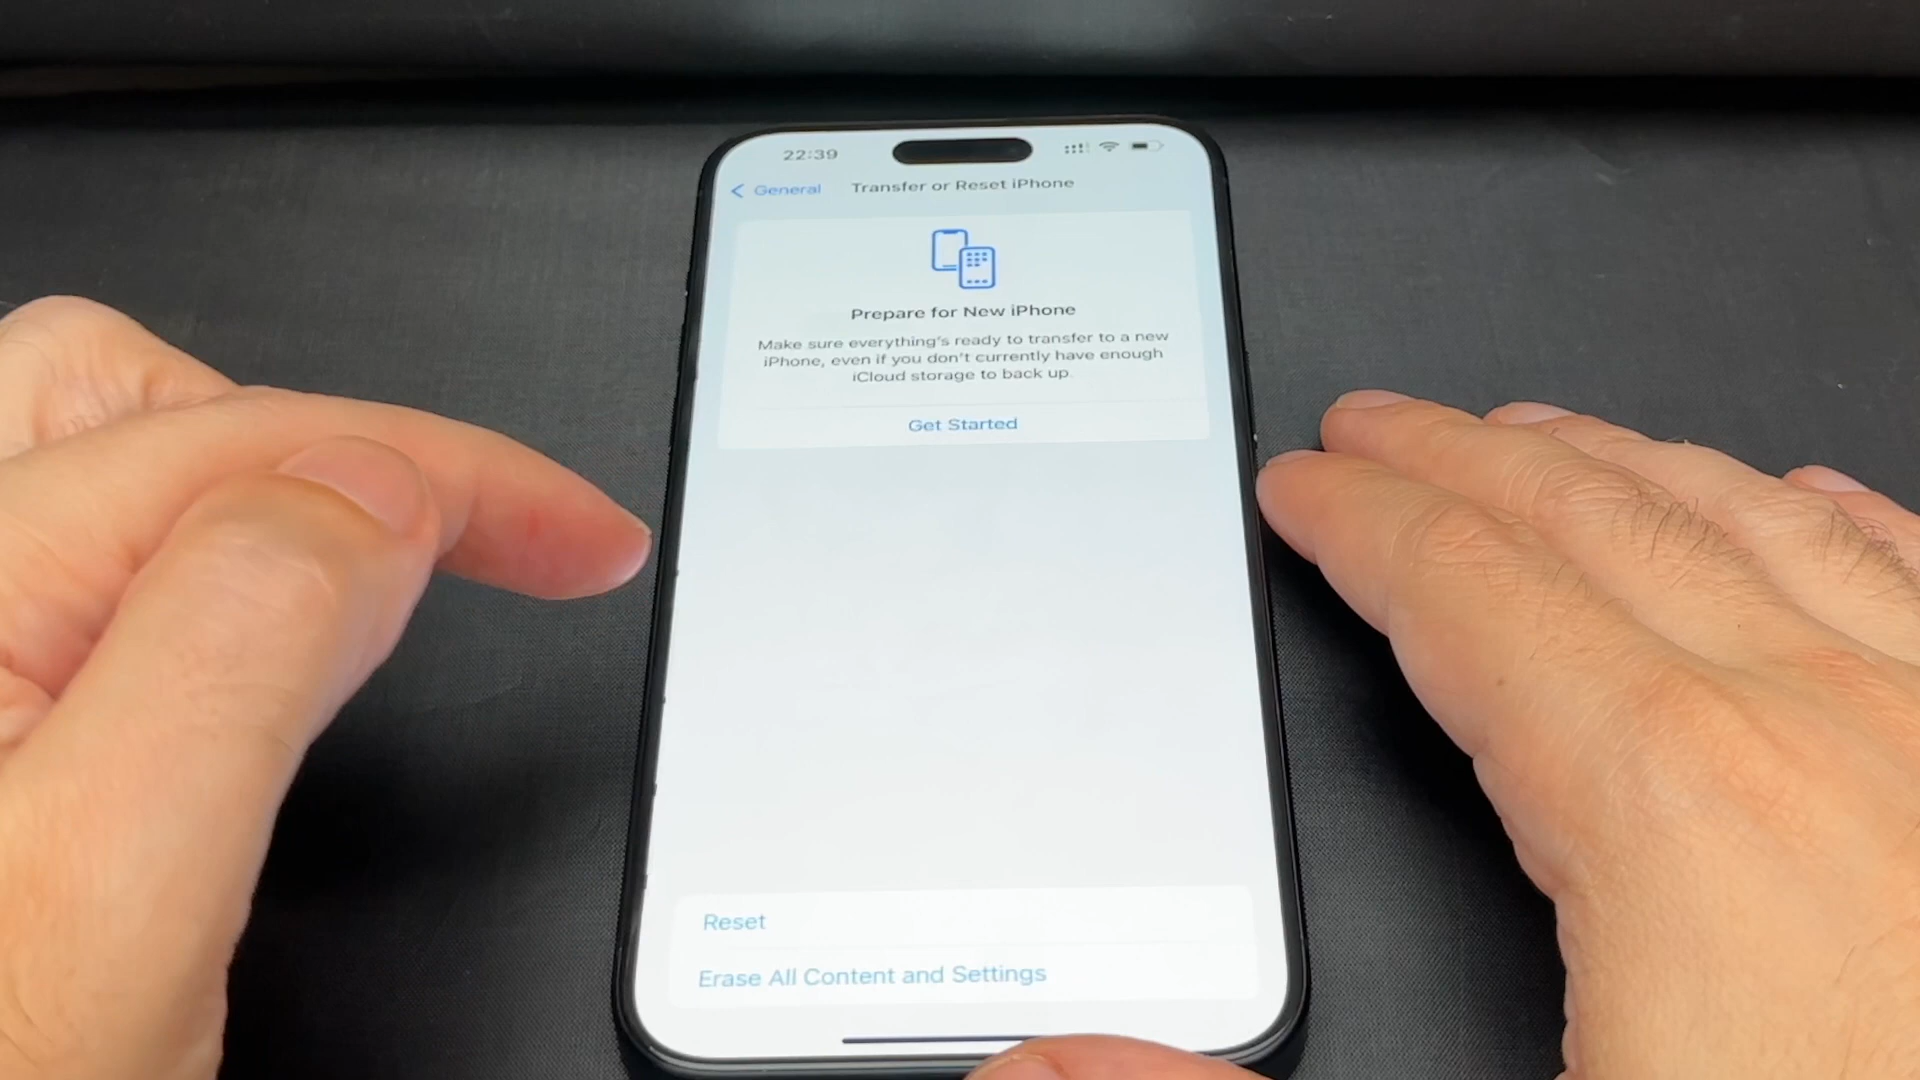 22:39
General Transfer or Reset iPhone
Prepare for New iPhone
Make sure everything's ready to transfer to a new
iPhone, even if you don't currently have enough
iCloud storage to back up.
Get Started
Reset
Erase All Content and Settings